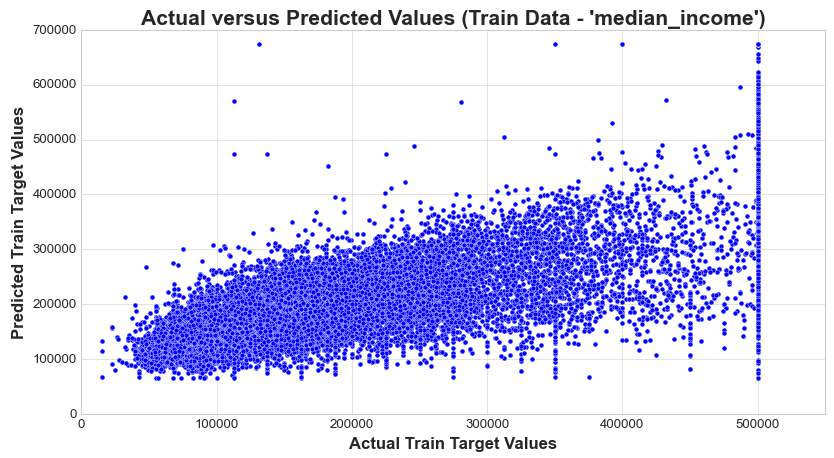 Actual versus Predicted Values (Train Data - 'median_income')
Predicted Train Target Values
700000
600000
500000
400000
300000
200000
100000
0
0 100000 200000 300000 400000 500000
Actual Train Target Values